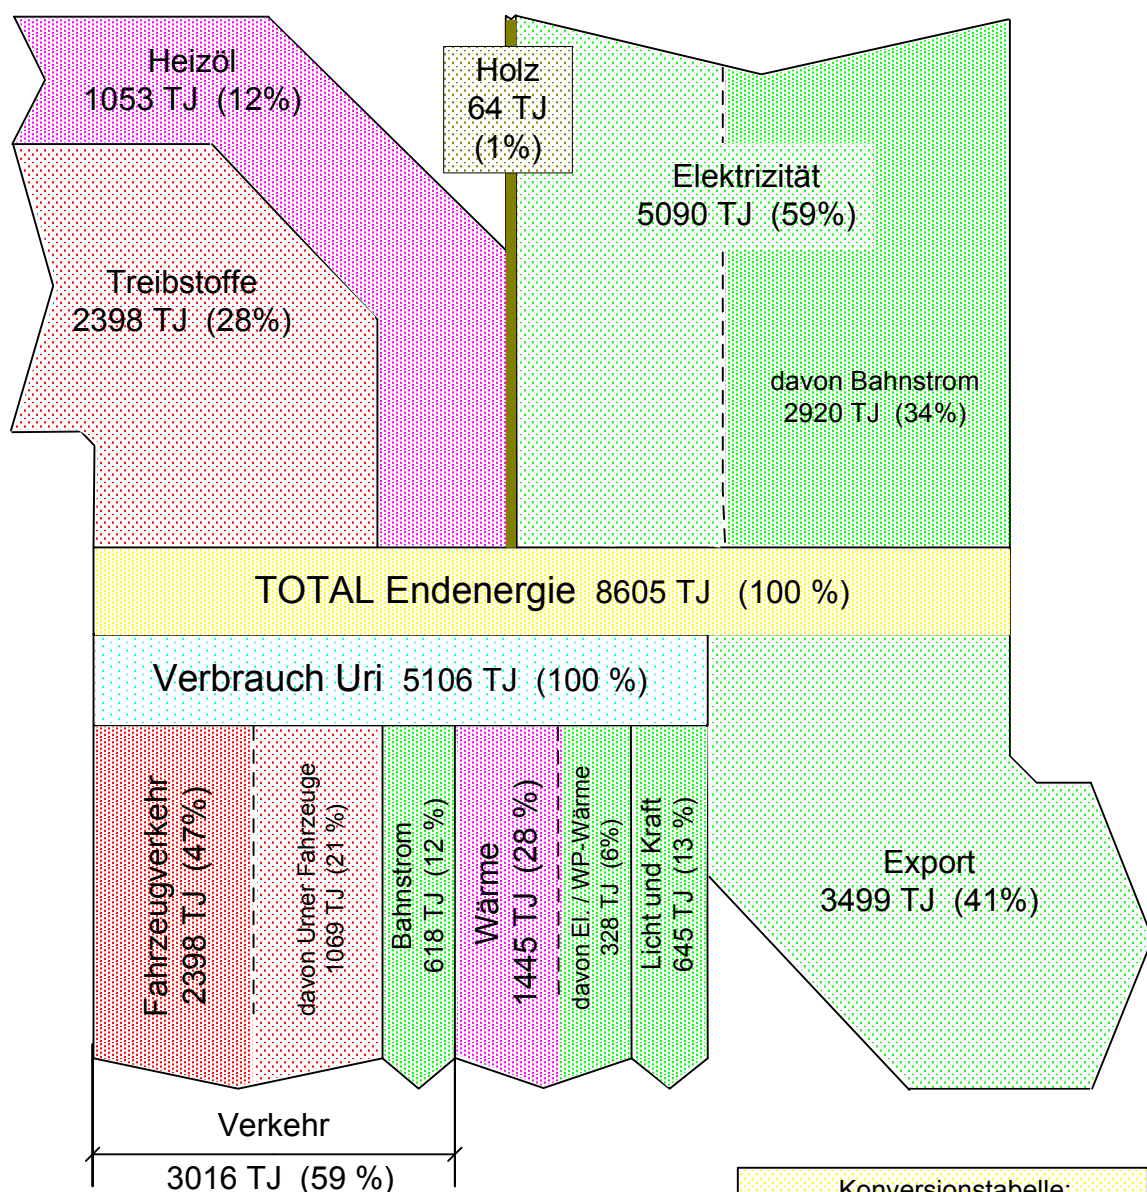 Heizöl
1053 TJ (12%)
Holz
64 TJ
(1%)
Elektrizität
5090 TJ (59%)
Treibstoffe
2398 TJ (28%)
davon Bahnstrom
2920 TJ (34%)
TOTAL Endenergie 8605 TJ (100 %)
Verbrauch Uri 5106 TJ (100 %)
Fahrzeugverkehr
2398 TJ (47%)
davon Urner Fahrzeuge
1069 TJ (21 %)
Bahnstrom
618 TJ (12 %)
Wärme
1445 TJ (28 %)
davon El. / WP-Wärme
328 TJ (6%)
Licht und Kraft
645 TJ (13 %)
Export
3499 TJ (41%)
Verkehr
3016 TJ (59 %)
Konversionstabelle: